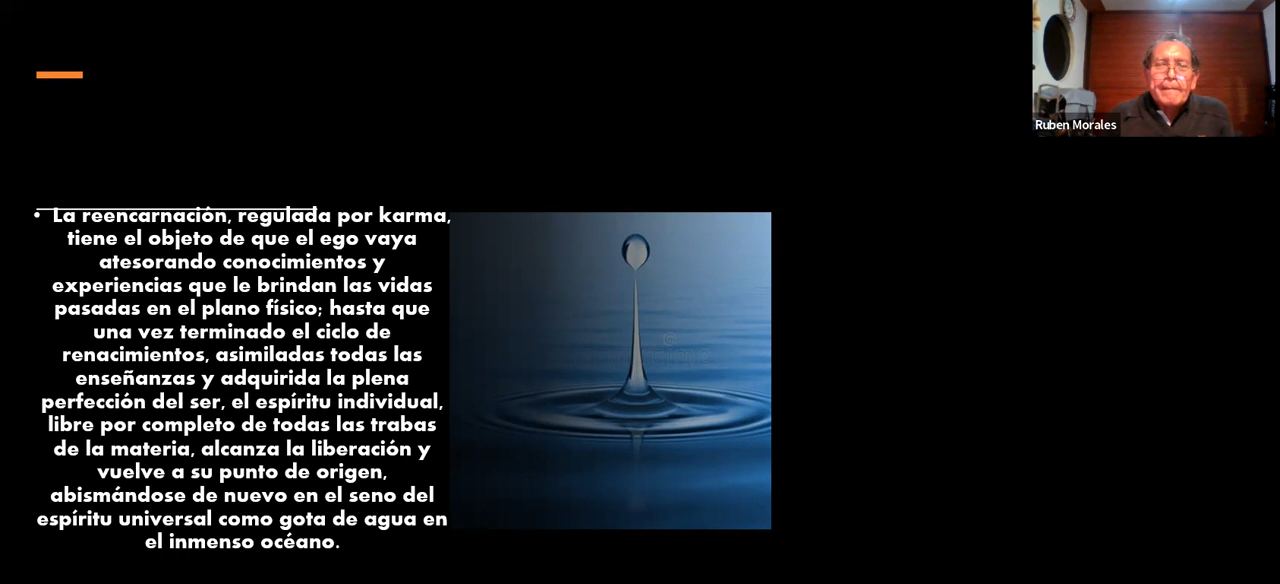 Ruben Morales
• La reencarnación, regulada por karma,
tiene el objeto de que el ego vaya
atesorando conocimientos y
experiencias que le brindan las vidas
pasadas en el plano físico; hasta que
una vez terminado el ciclo de
renacimientos, asimiladas todas las
enseñanzas y adquirida la plena
perfección del ser, el espíritu individual,
libre por completo de todas las trabas
de la materia, alcanza la liberación y
vuelve a su punto de origen,
abismándose de nuevo en el seno del
espíritu universal como gota de agua en
el inmenso océano.